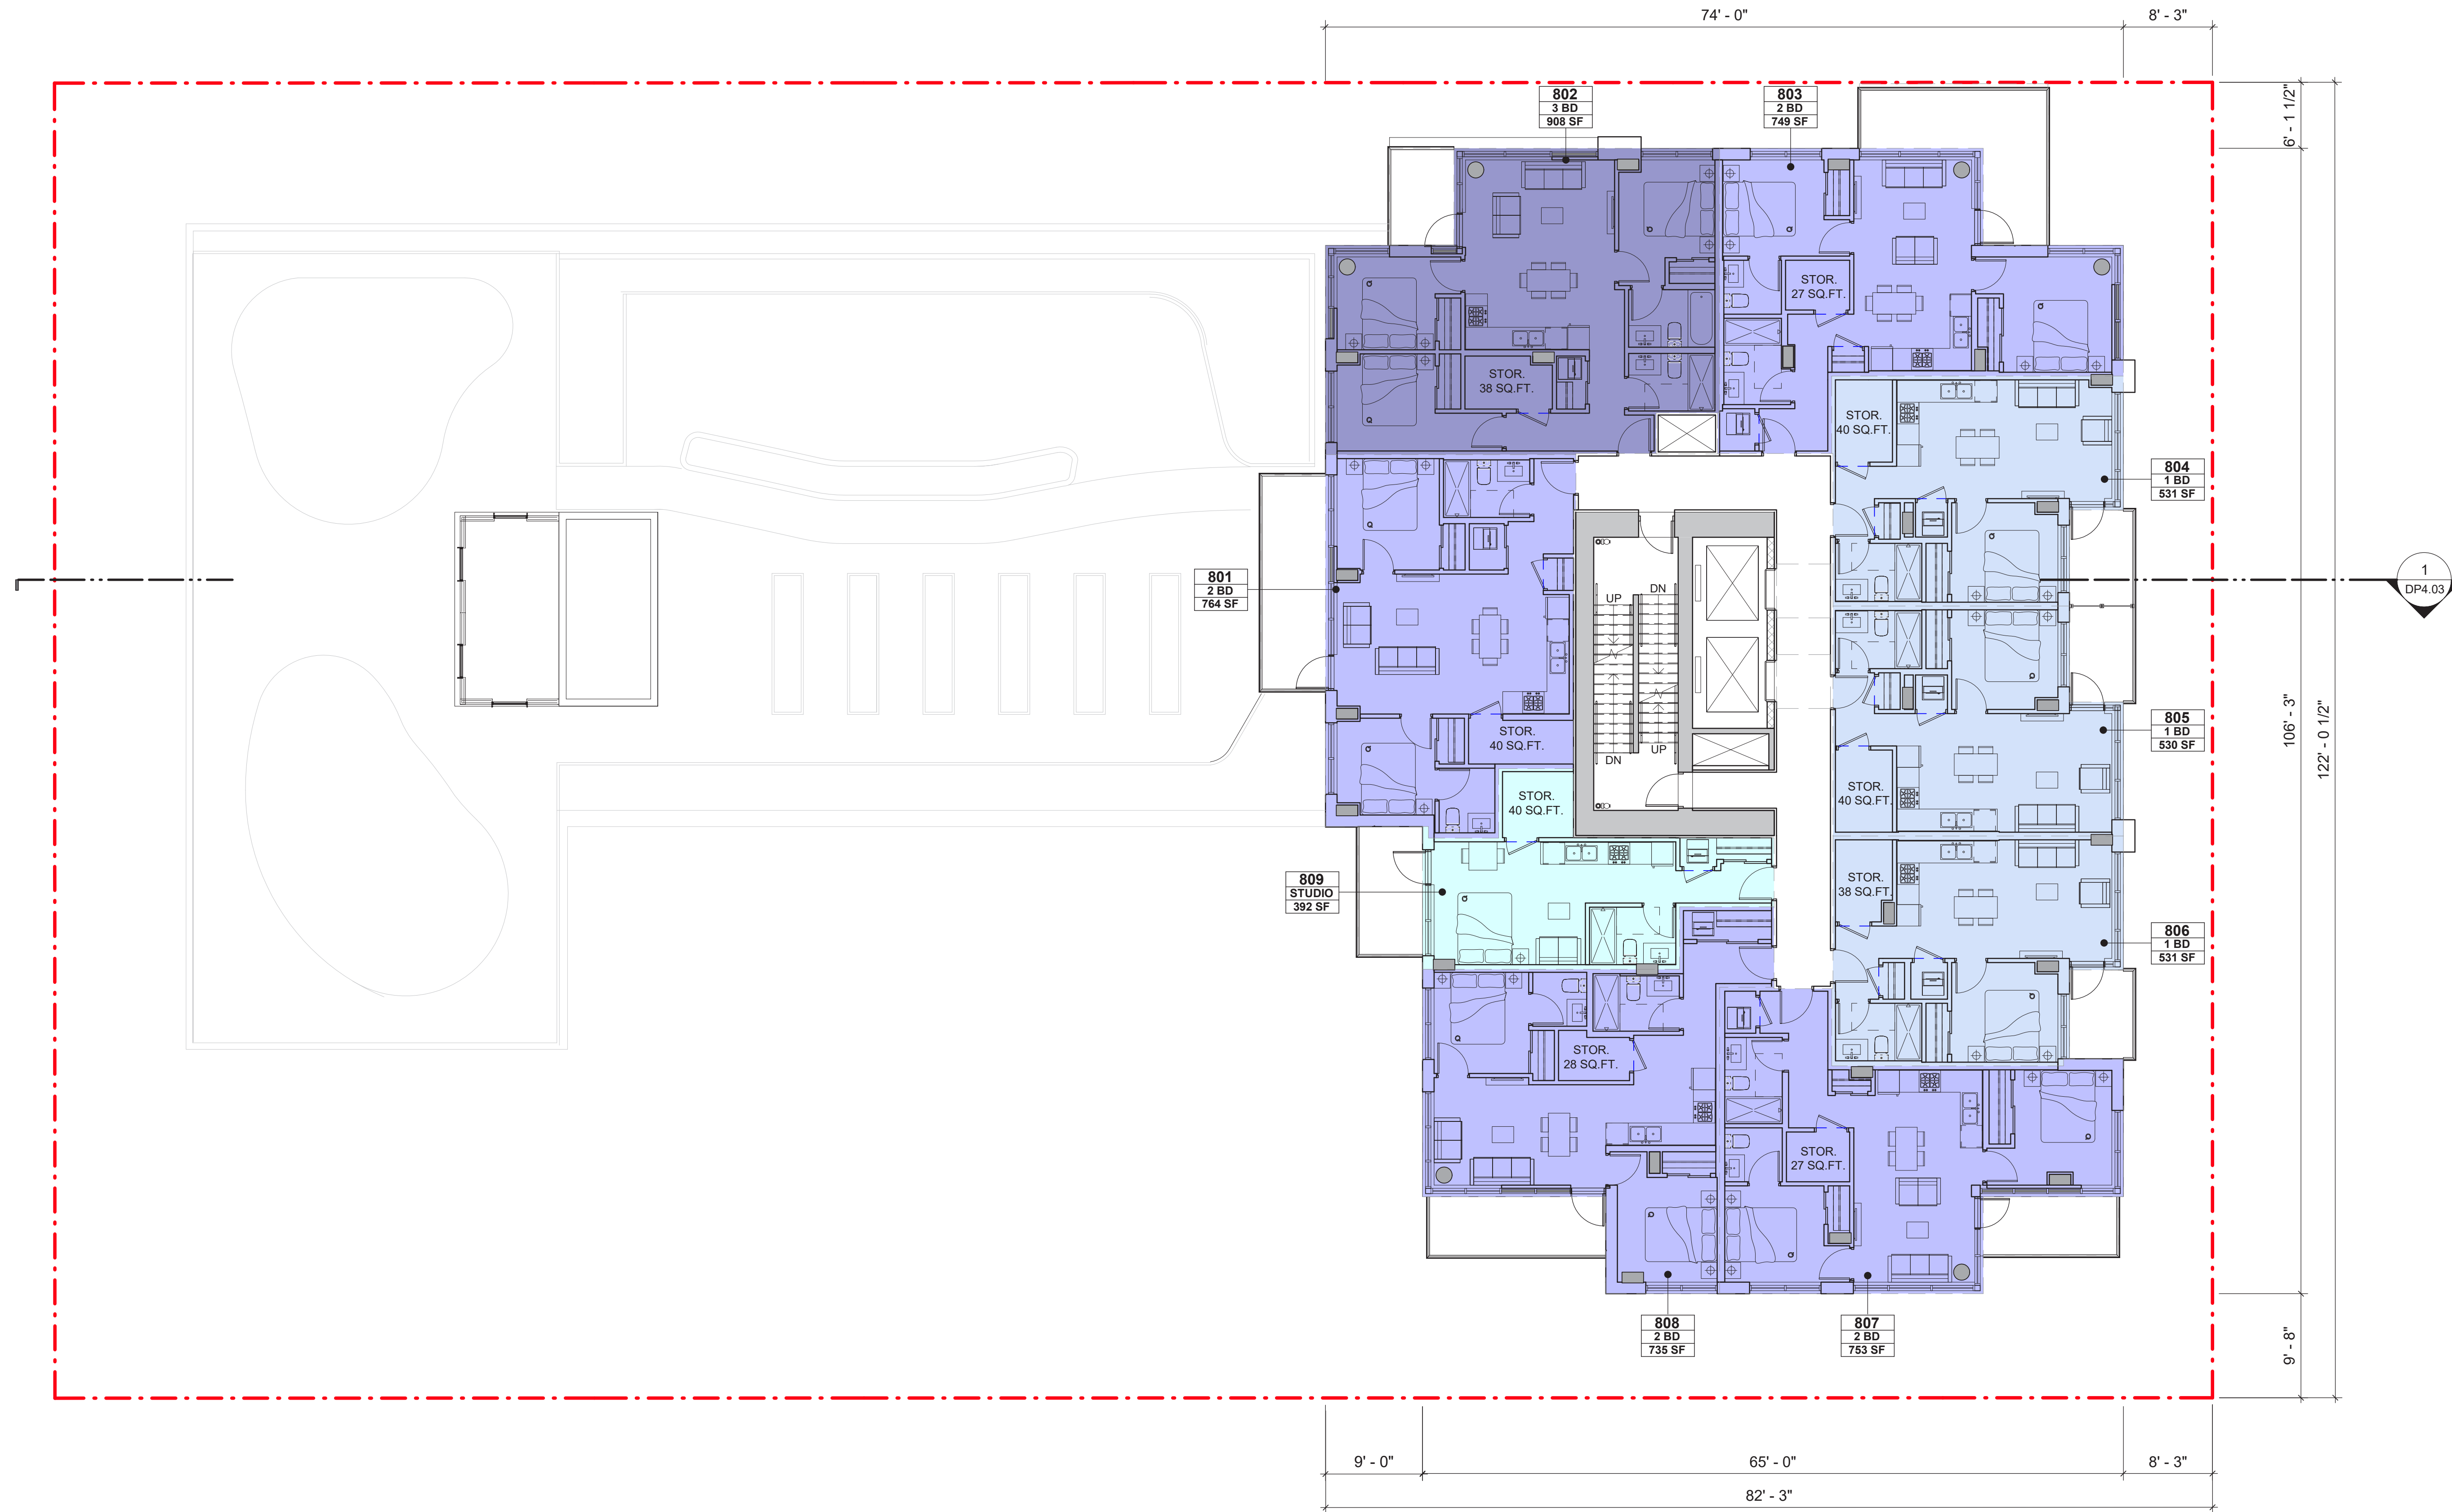 74' - 0"
8' - 3"
802
3 BD
908 SF
803
2 BD
749 SF
6' - 1 1/2"
STOR.
27 SQ.FT.
STOR.
38 SQ.FT.
STOR.
40 SQ.FT.
804
1 BD
531 SF
801
2 BD
764 SF
UP
DN
1
DP4.03
106' - 3"
122' - 0 1/2"
STOR.
40 SQ.FT.
UP
DN
805
1 BD
530 SF
STOR.
40 SQ.FT.
STOR.
40 SQ.FT.
809
STUDIO
392 SF
STOR.
38 SQ.FT.
806
1 BD
531 SF
STOR.
28 SQ.FT.
STOR.
27 SQ.FT.
808
2 BD
735 SF
807
2 BD
753 SF
9' - 8"
9' - 0"
65' - 0"
8' - 3"
82' - 3"